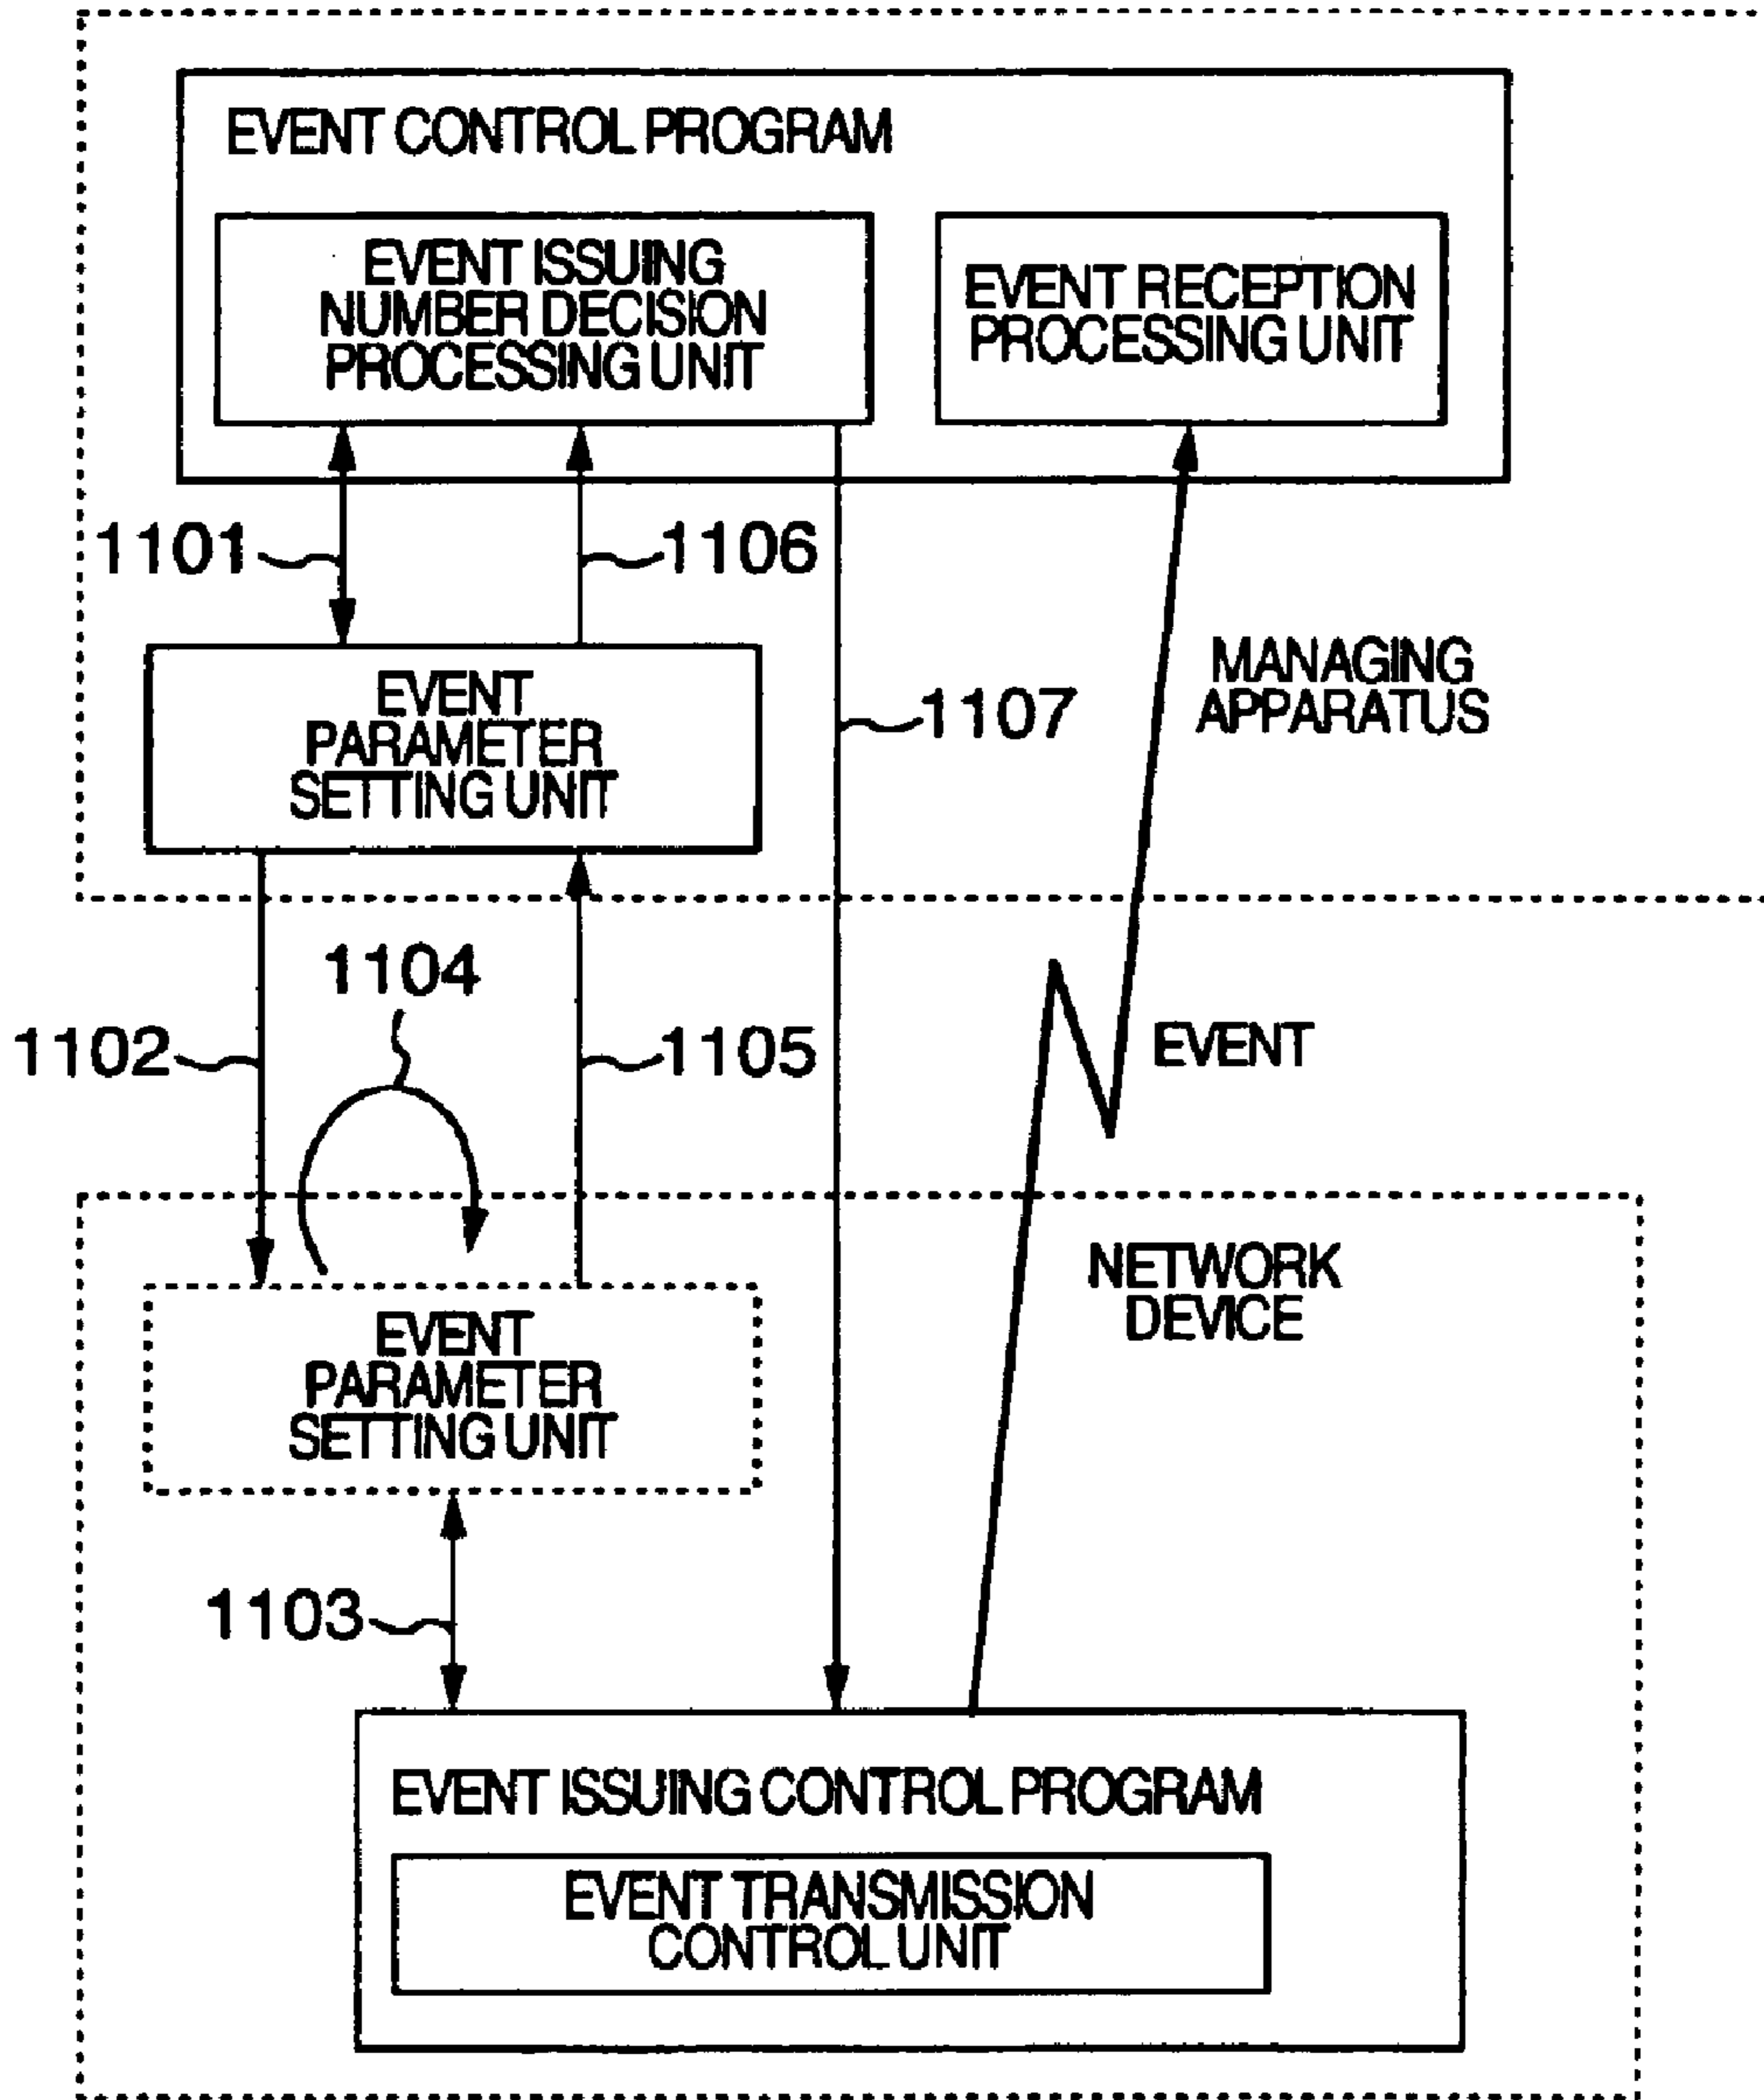 EVENT CONTROL PROGRAM
EVENT ISSUING
NUMBER DECISION
PROCESSING UNIT
EVENT RECEPTION
PROCESSING UNIT
1101
1106
EVENT
PARAMETER
SETTING UNIT
1107
MANAGING
APPARATUS
1104
1102
1105
EVENT
NETWORK
DEVICE
EVENT
PARAMETER
SETTING UNIT
1103
EVENT ISSUING CONTROL PROGRAM
EVENT TRANSMISSION
CONTROL UNIT